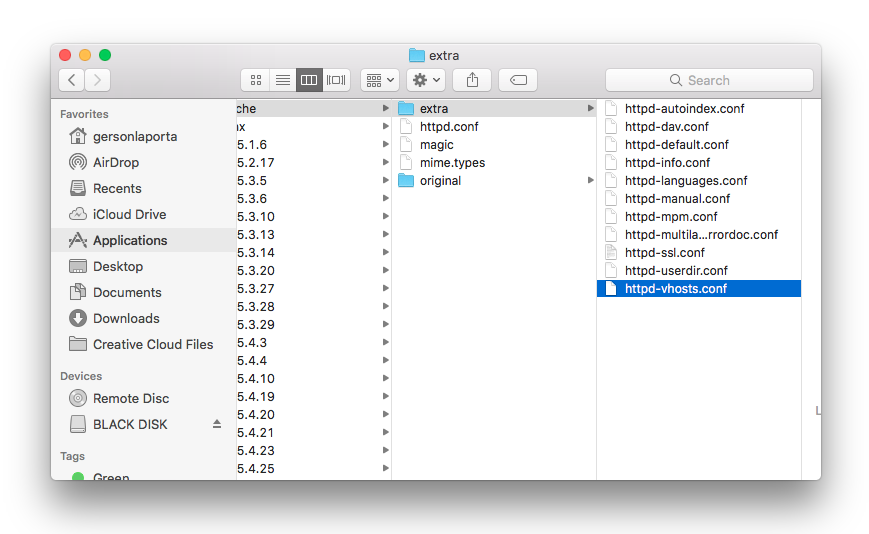 extra
Search
Favorites
gersonlaporta
AirDrop
Recents
iCloud Drive
Applications
Desktop
Documents
Downloads
Creative Cloud Files
Devices
Remote Disc
BLACK DISK
Tags
Green
che
nx
5.1.6
5.2.17
5.3.5
5.3.6
5.3.10
5.3.13
5.3.14
5.3.20
5.3.27
5.3.28
5.3.29
5.4.3
5.4.4
5.4.10
5.4.19
5.4.20
5.4.21
5.4.23
5.4.25
extra
httpd.conf
magic
mime.types
original
httpd-autoindex.conf
httpd-dav.conf
httpd-default.conf
httpd-info.conf
httpd-languages.conf
httpd-manual.conf
httpd-mpm.conf
httpd-multila...rrordoc.conf
httpd-ssl.conf
httpd-userdir.conf
httpd-vhosts.conf
L